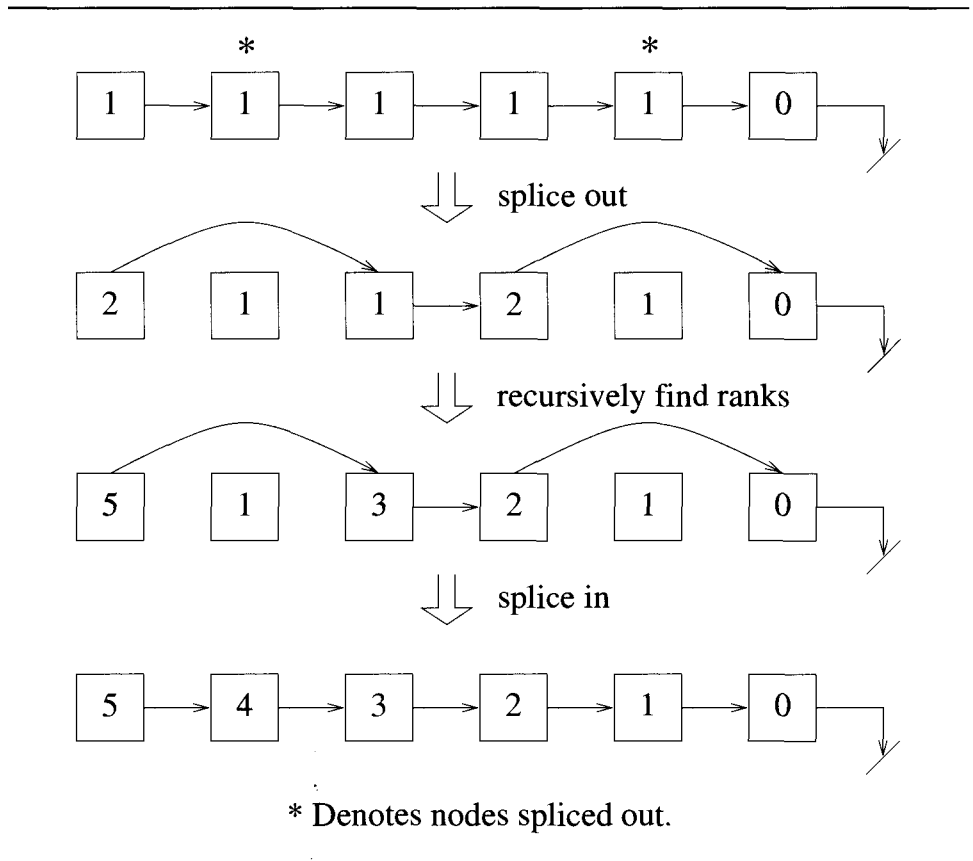 * *
1 1 1 1 1 0
splice out
2 1 1 2 1 0
recursively find ranks
5 1 3 2 1 0
splice in
5 4 3 2 1 0
* Denotes nodes spliced out.